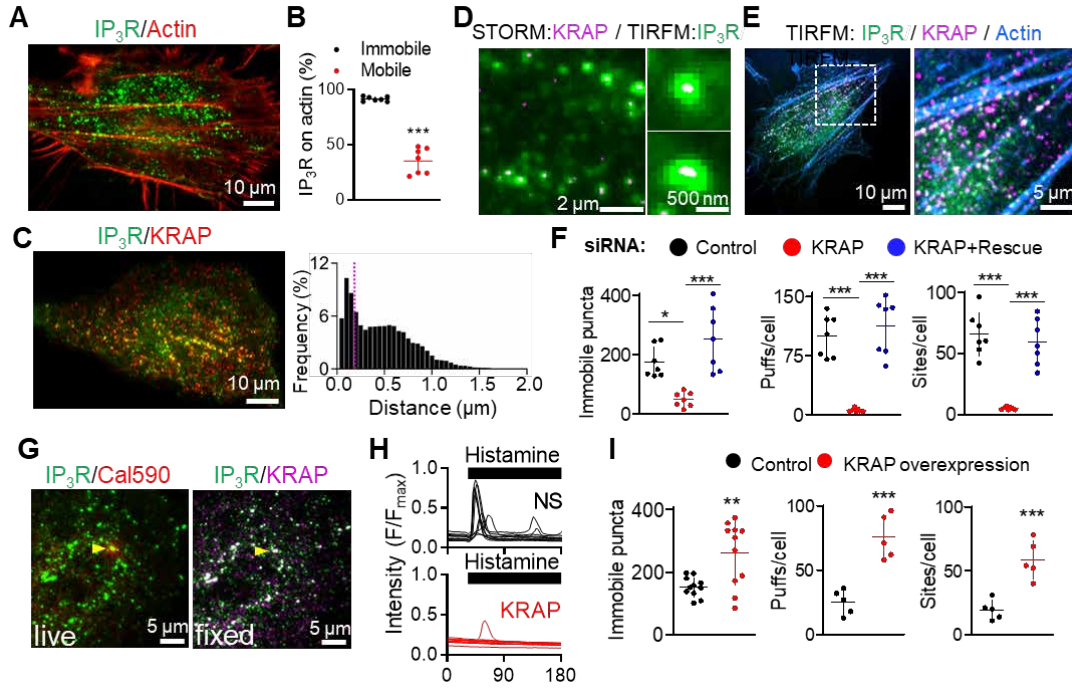 A
IP3R/Actin
10 µm
B
Immobile
Mobile
IP3R on actin (%)
100
50
0
***
C
IP3R/KRAP
10 µm
Frequency (%)
12
6
0
0.0 0.5 1.0 1.5 2.0
Distance (µm)
D
STORM:KRAP / TIRFM:IP3R
2 µm
500 nm
E
TIRFM: IP3R / KRAP / Actin
10 µm
5 µm
F
siRNA: Control KRAP KRAP+Rescue
Immobile puncta
400
200
0
* ***
Puffs/cell
150
75
0
*** ***
Sites/cell
100
50
0
*** ***
G
IP3R/Cal590
live
5 µm
IP3R/KRAP
fixed
5 µm
H
Histamine
NS
1.0
0.5
0.0
Histamine
KRAP
1.0
0.5
0.0
Intensity (F/Fmax)
0 90 180
I
Control KRAP overexpression
Immobile puncta
400
200
0
**
Puffs/cell
100
50
0
***
Sites/cell
100
50
0
***